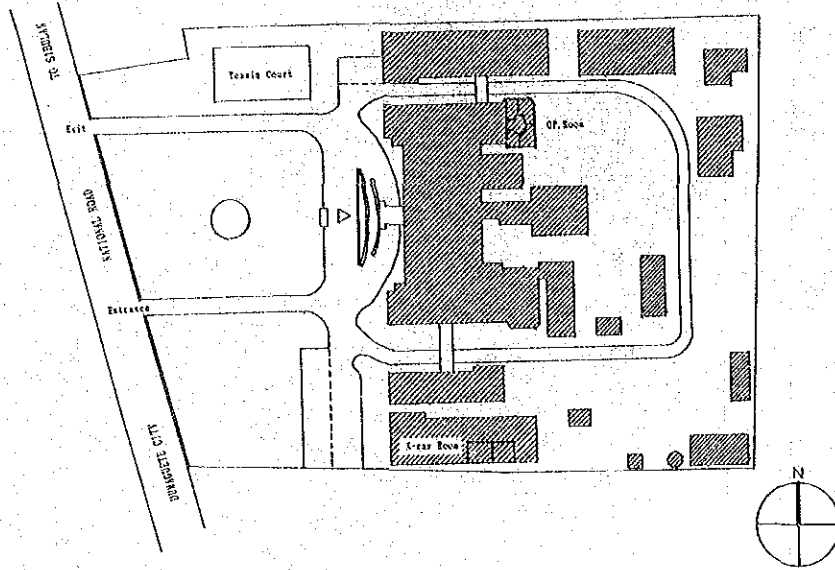 TO SIBULAN
Tennis Court
Exit
OP. Room
NATIONAL ROAD
Entrance
X-ray Room
DUMAGUETE CITY
N